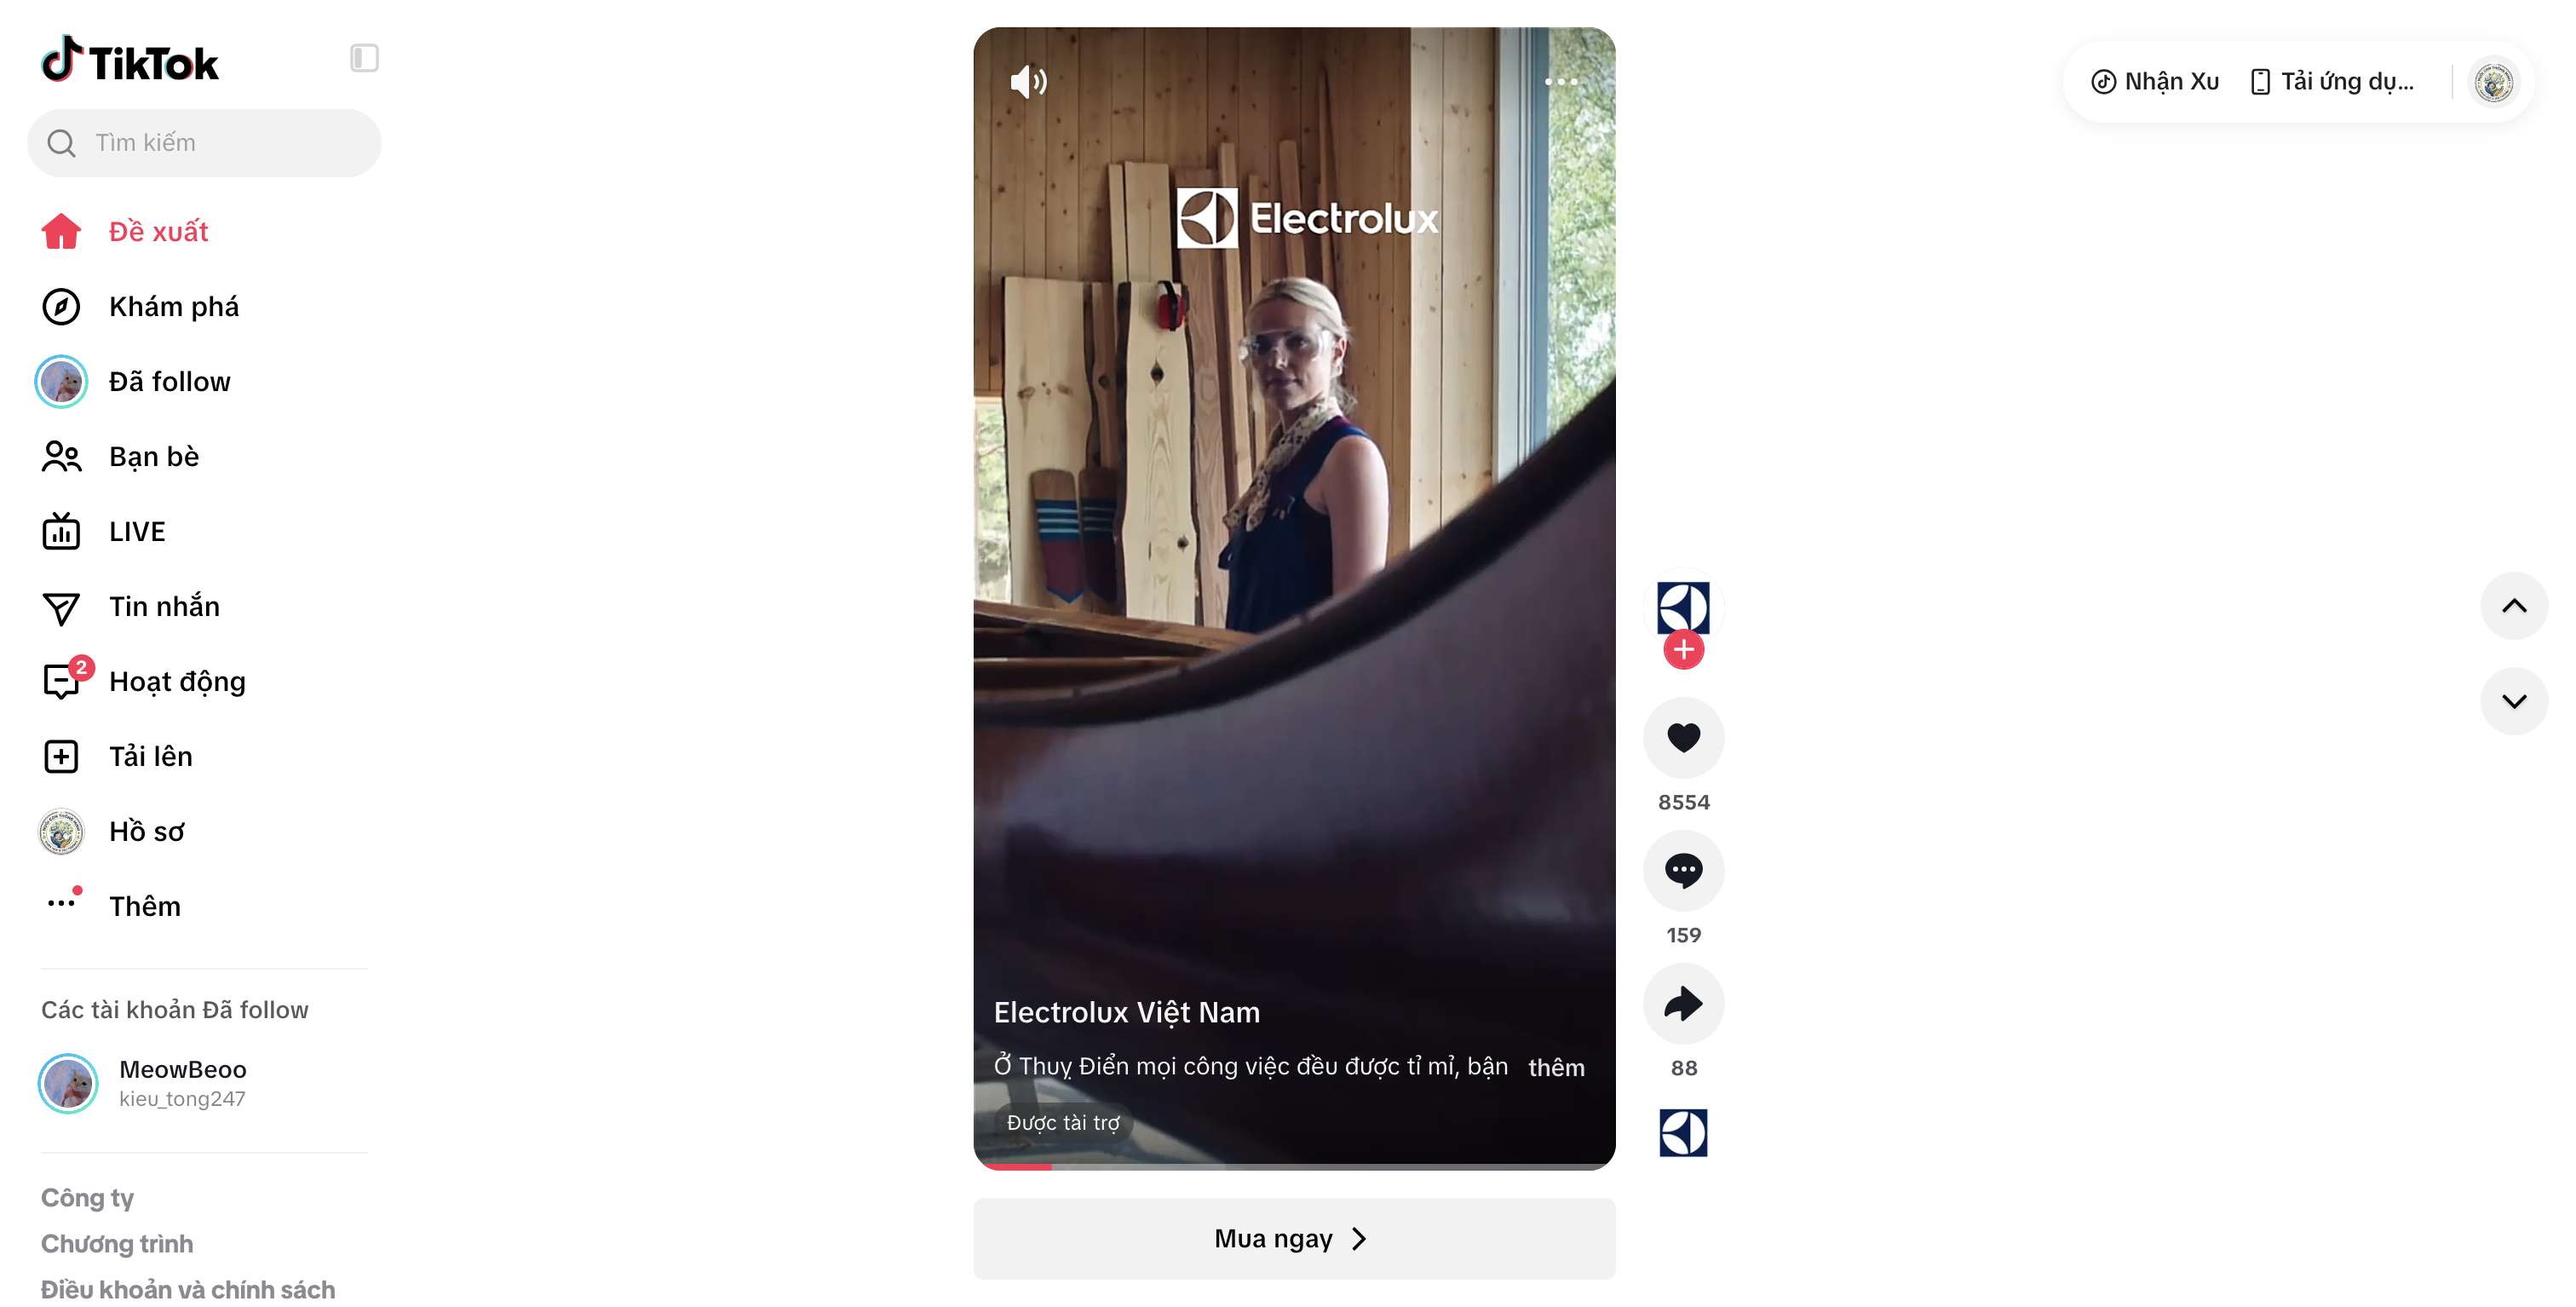 TikTok
Tìm kiếm
Đề xuất
Khám phá
Đã follow
Bạn bè
LIVE
Tin nhắn
2
Hoạt động
Tải lên
Hồ sơ
Thêm
Các tài khoản Đã follow
MeowBeoo
kieu_tong247
Công ty
Chương trình
Điều khoản và chính sách
Electrolux
Electrolux Việt Nam
Ở Thuỵ Điển mọi công việc đều được tỉ mỉ, bận thêm
Được tài trợ
Mua ngay
8554
159
88
Nhận Xu
Tải ứng dụ...